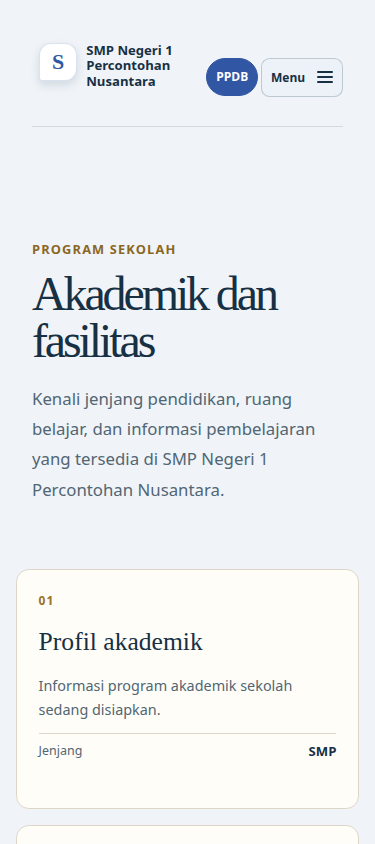 S
SMP Negeri 1
Percontohan
Nusantara
PPDB
Menu
PROGRAM SEKOLAH
Akademik dan
fasilitas
Kenali jenjang pendidikan, ruang
belajar, dan informasi pembelajaran
yang tersedia di SMP Negeri 1
Percontohan Nusantara.
01
Profil akademik
Informasi program akademik sekolah
sedang disiapkan.
Jenjang SMP